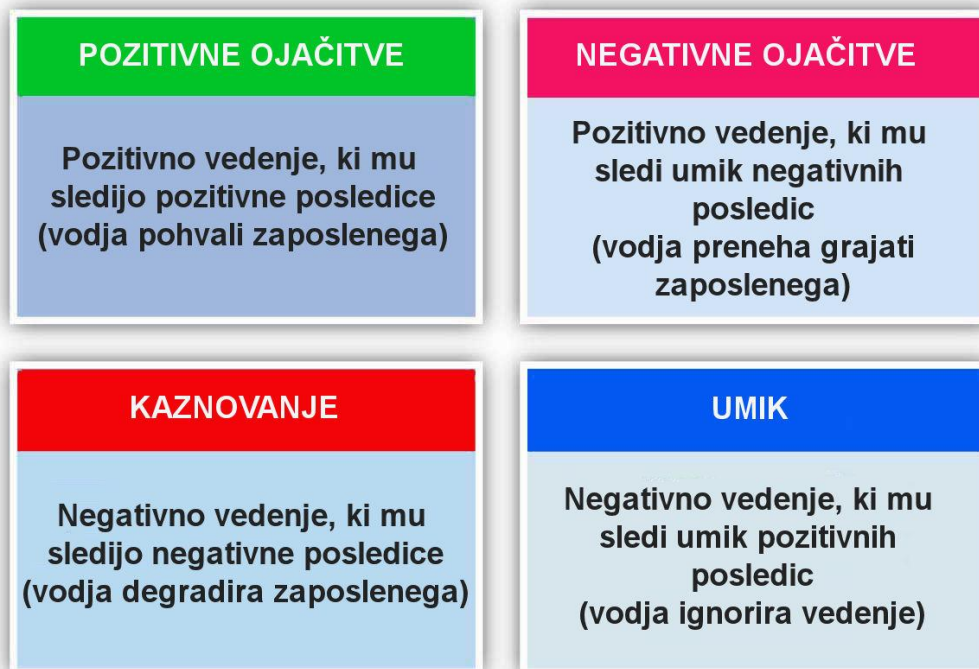 POZITIVNE OJAČITVE
Pozitivno vedenje, ki mu
sledijo pozitivne posledice
(vodja pohvali zaposlenega)
NEGATIVNE OJAČITVE
Pozitivno vedenje, ki mu
sledi umik negativnih
posledic
(vodja preneha grajati
zaposlenega)
KAZNOVANJE
Negativno vedenje, ki mu
sledijo negativne posledice
(vodja degradira zaposlenega)
UMIK
Negativno vedenje, ki mu
sledi umik pozitivnih
posledic
(vodja ignorira vedenje)